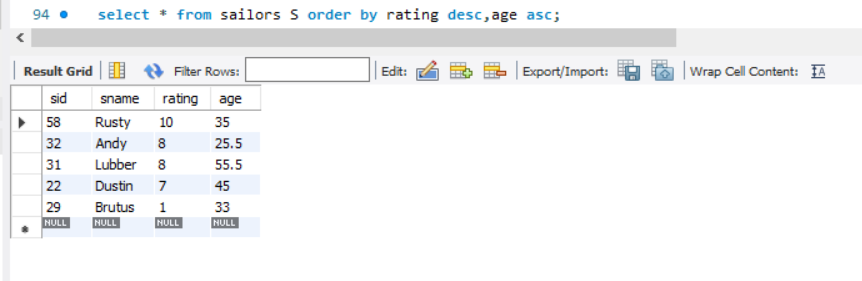 94 select * from sailors S order by rating desc,age asc;
Result Grid Filter Rows: Edit: Export/Import: Wrap Cell Content: IA
sid sname rating age
58 Rusty 10 35
32 Andy 8 25.5
31 Lubber 8 55.5
22 Dustin 7 45
29 Brutus 1 33
NULL NULL NULL NULL